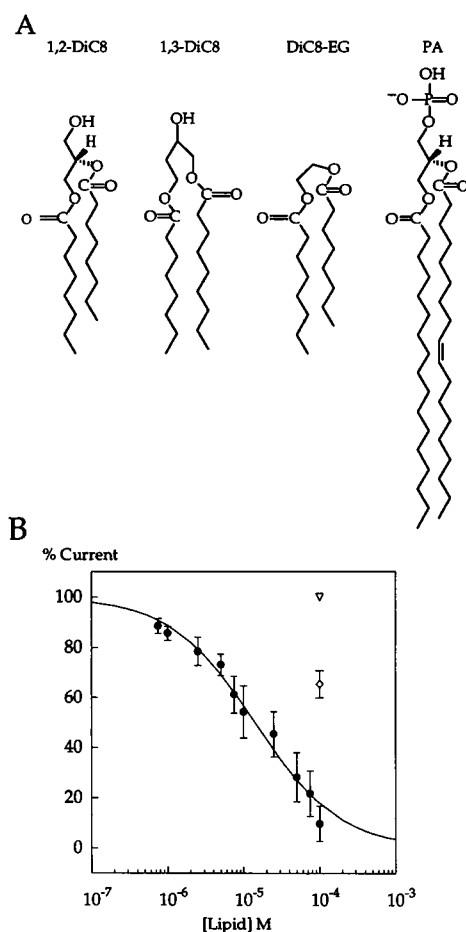 A
1,2-DiC8 1,3-DiC8 DiC8-EG PA
OH
⁻O P O
O
OH H
O
C O
O
O C
OH
O O
C O C O
O O
O C C O
H
O
O C O
O C
B
% Current
100
80
60
40
20
0
10⁻⁷ 10⁻⁶ 10⁻⁵ 10⁻⁴ 10⁻³
[Lipid] M